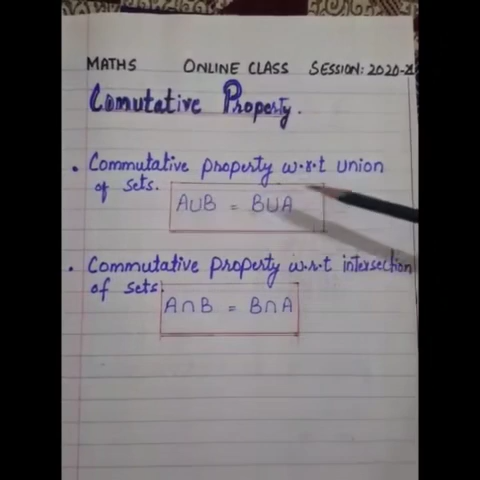 MATHS ONLINE CLASS SESSION: 2020-21
Comutative Property.
• Commutative property w.r.t union
of sets.
A∪B = B∪A
• Commutative property w.r.t intersection
of sets.
A∩B = B∩A